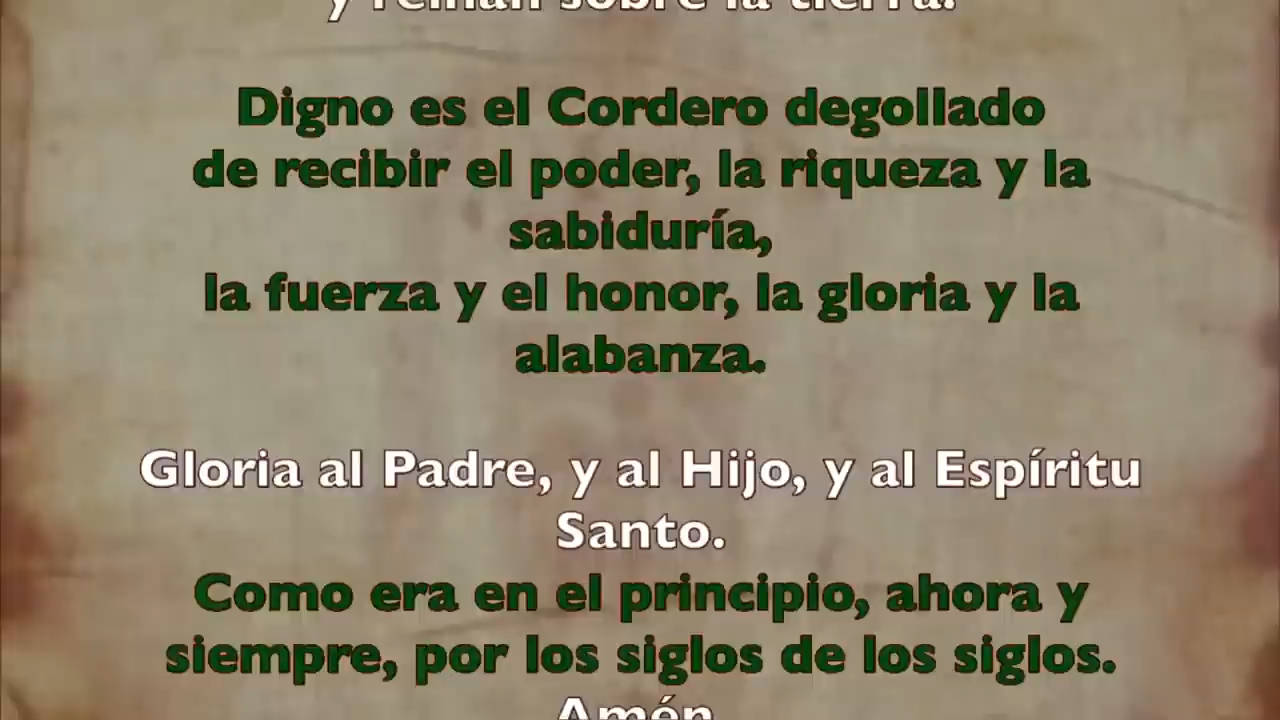 y reinan sobre la tierra.
Digno es el Cordero degollado
de recibir el poder, la riqueza y la
sabiduría,
la fuerza y el honor, la gloria y la
alabanza.
Gloria al Padre, y al Hijo, y al Espíritu
Santo.
Como era en el principio, ahora y
siempre, por los siglos de los siglos.
Amén